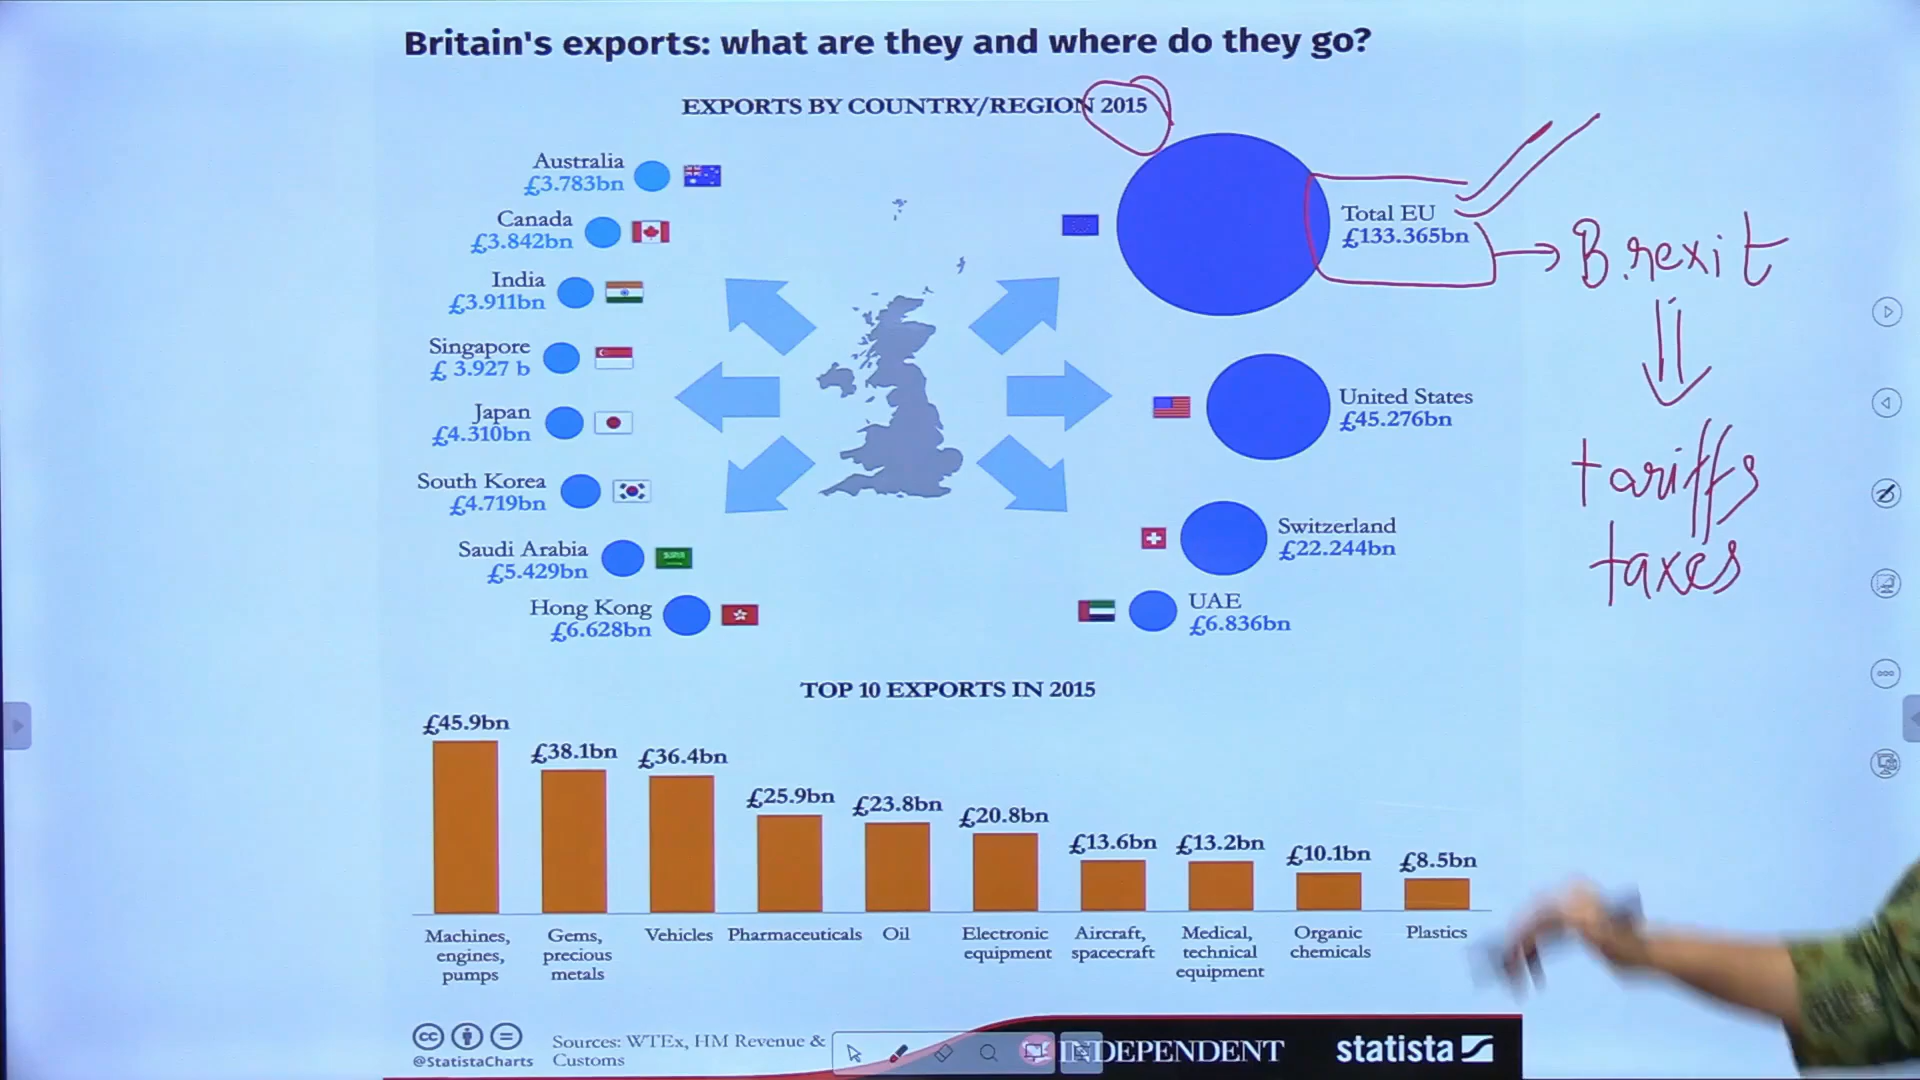 Britain's exports: what are they and where do they go?
EXPORTS BY COUNTRY/REGION 2015
Australia
£3.783bn
Canada
£3.842bn
India
£3.911bn
Singapore
£ 3.927 b
Japan
£4.310bn
South Korea
£4.719bn
Saudi Arabia
£5.429bn
Hong Kong
£6.628bn
Total EU
£133.365bn
United States
£45.276bn
Switzerland
£22.244bn
UAE
£6.836bn
Brexit
tariffs
taxes
TOP 10 EXPORTS IN 2015
£45.9bn
£38.1bn
£36.4bn
£25.9bn
£23.8bn
£20.8bn
£13.6bn
£13.2bn
£10.1bn
£8.5bn
Machines,
engines,
pumps
Gems,
precious
metals
Vehicles
Pharmaceuticals
Oil
Electronic
equipment
Aircraft,
spacecraft
Medical,
technical
equipment
Organic
chemicals
Plastics
@StatistaCharts
Sources: WTEx, HM Revenue &
Customs
INDEPENDENT
statista